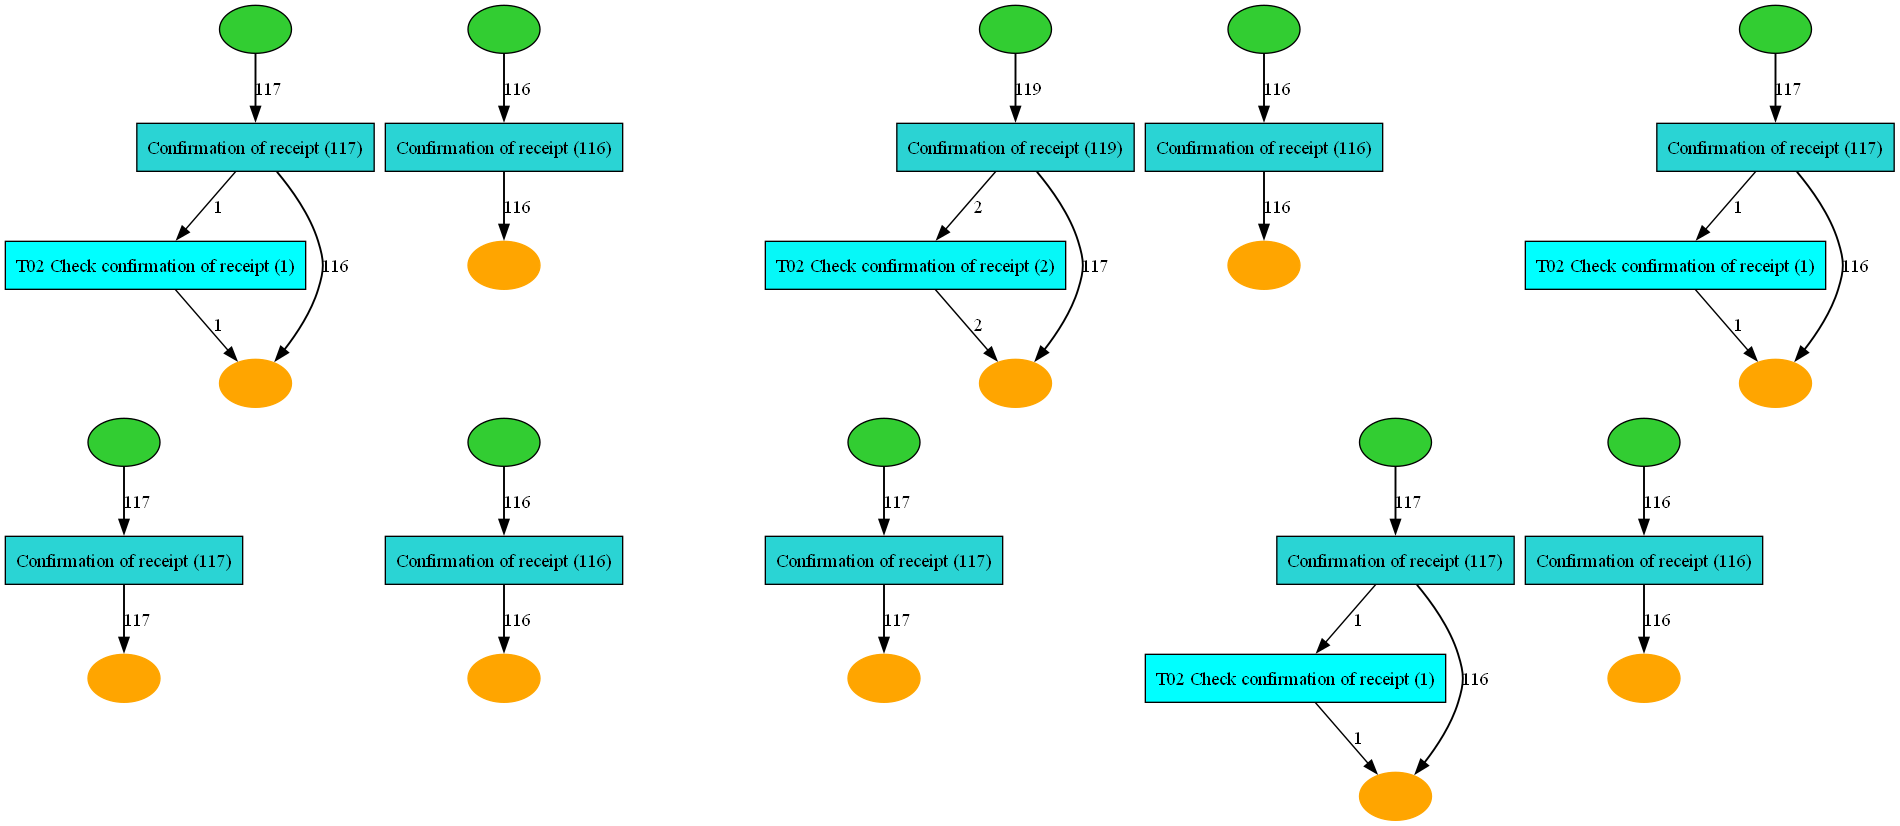 117
116
119
116
117
Confirmation of receipt (117)
Confirmation of receipt (116)
Confirmation of receipt (119)
Confirmation of receipt (116)
Confirmation of receipt (117)
1
116
2
116
1
T02 Check confirmation of receipt (1)
116
T02 Check confirmation of receipt (2)
117
T02 Check confirmation of receipt (1)
116
1
2
1
117
116
117
117
116
Confirmation of receipt (117)
Confirmation of receipt (116)
Confirmation of receipt (117)
Confirmation of receipt (117)
Confirmation of receipt (116)
117
116
117
1
116
T02 Check confirmation of receipt (1)
116
1